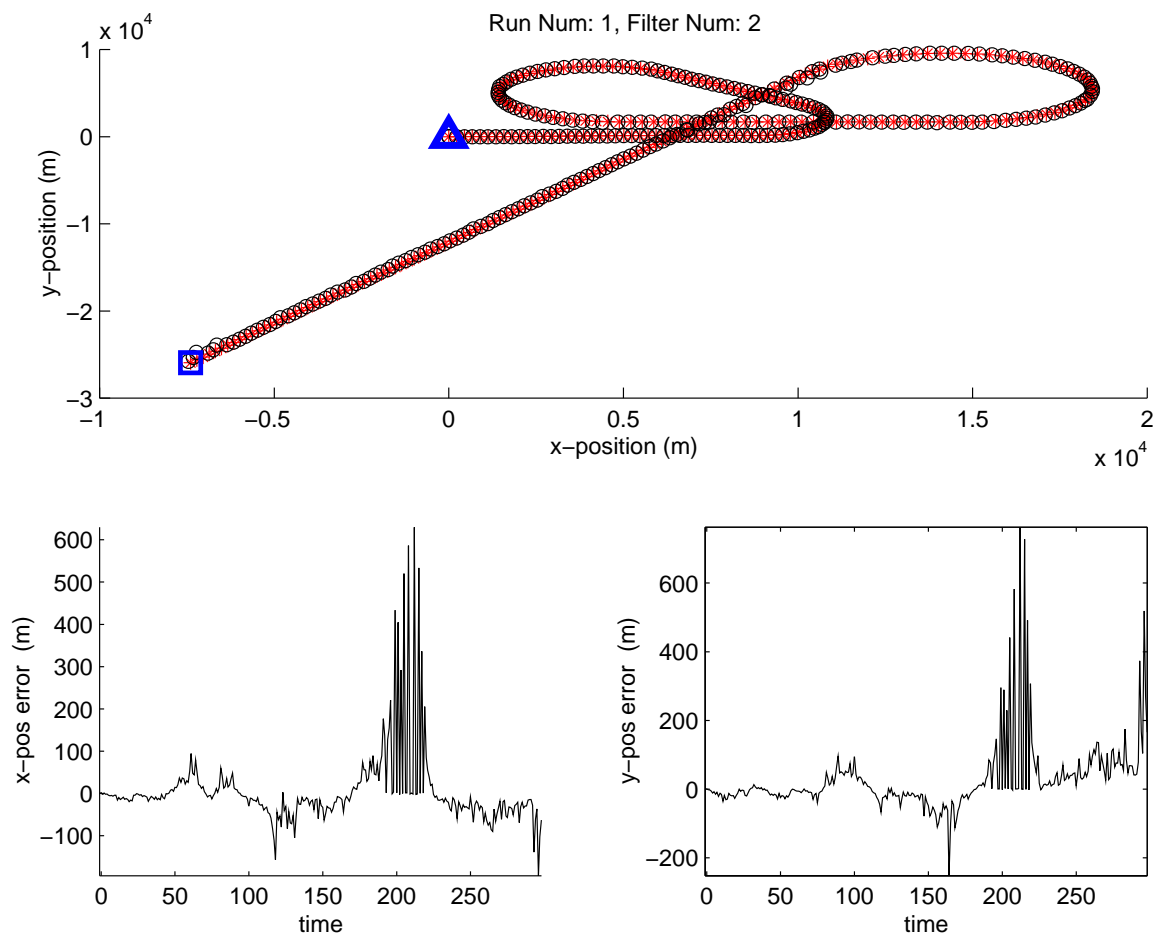 Run Num: 1, Filter Num: 2
x 10^4
1
0
−1
−2
−3
y−position (m)
−1 −0.5 0 0.5 1 1.5 2
x−position (m)
x 10^4
600
500
400
300
200
100
0
−100
x−pos error (m)
0 50 100 150 200 250
time
600
400
200
0
−200
y−pos error (m)
0 50 100 150 200 250
time